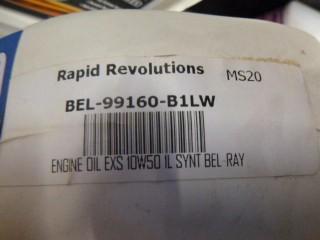 Rapid Revolutions MS20
BEL-99160-B1LW
ENGINE OIL EXS 10W50 1L SYNT BEL RAY